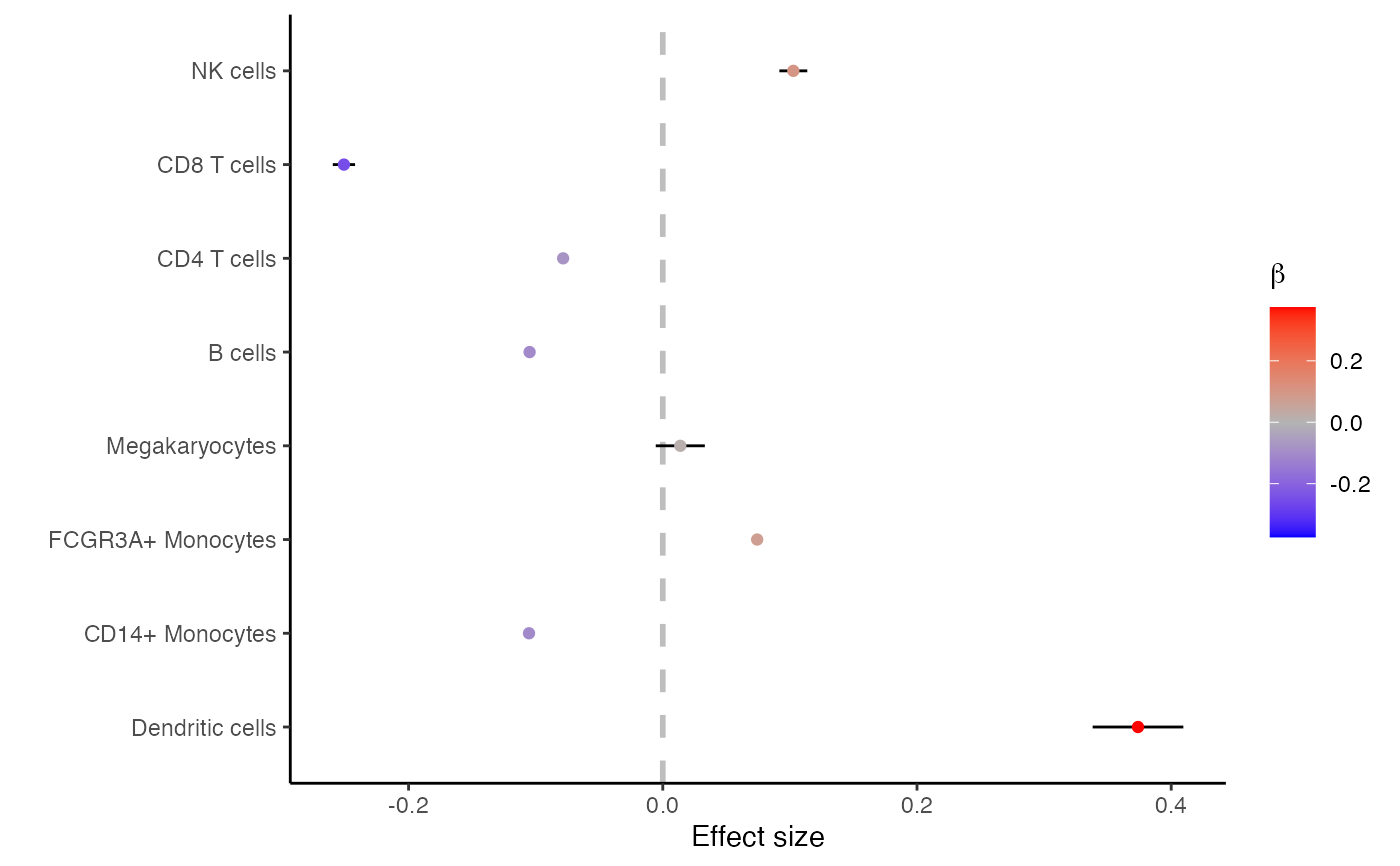 NK cells
CD8 T cells
CD4 T cells
B cells
Megakaryocytes
FCGR3A+ Monocytes
CD14+ Monocytes
Dendritic cells
-0.2
0.0
0.2
0.4
Effect size
β
0.2
0.0
-0.2